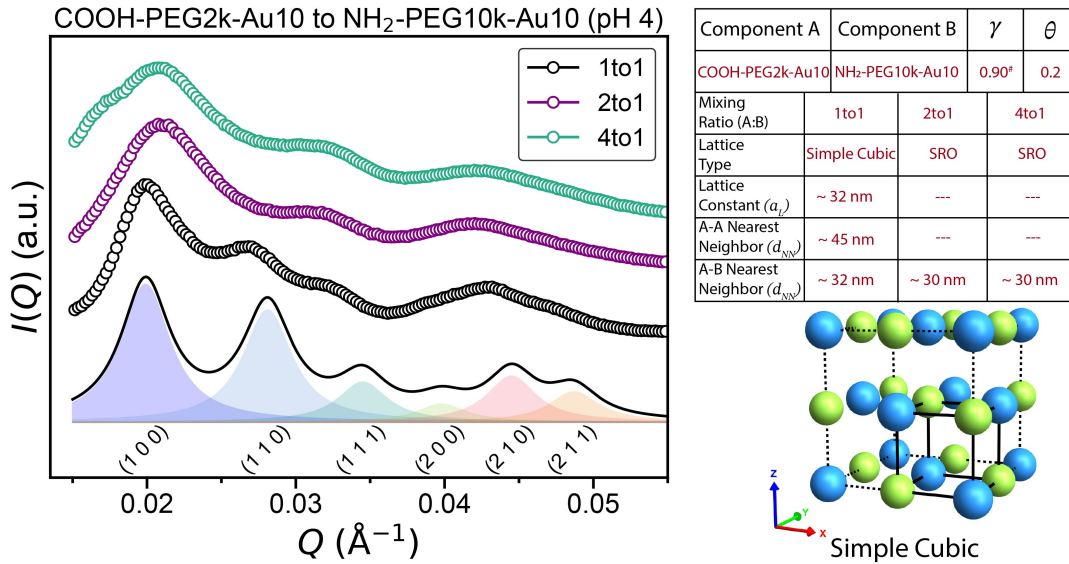 COOH-PEG2k-Au10 to NH₂-PEG10k-Au10 (pH 4)
1to1
2to1
4to1
I(Q) (a.u.)
(1 0 0)
(1 1 0)
(1 1 1)
(2 0 0)
(2 1 0)
(2 1 1)
0.02
0.03
0.04
0.05
Q (Å⁻¹)
Component A Component B γ θ
COOH-PEG2k-Au10 NH₂-PEG10k-Au10 0.90# 0.2
Mixing
Ratio (A:B) 1to1 2to1 4to1
Lattice
Type Simple Cubic SRO SRO
Lattice
Constant (a_L) ~ 32 nm --- ---
A-A Nearest
Neighbor (d_NN) ~ 45 nm --- ---
A-B Nearest
Neighbor (d_NN) ~ 32 nm ~ 30 nm ~ 30 nm
Z
Y
X
Simple Cubic